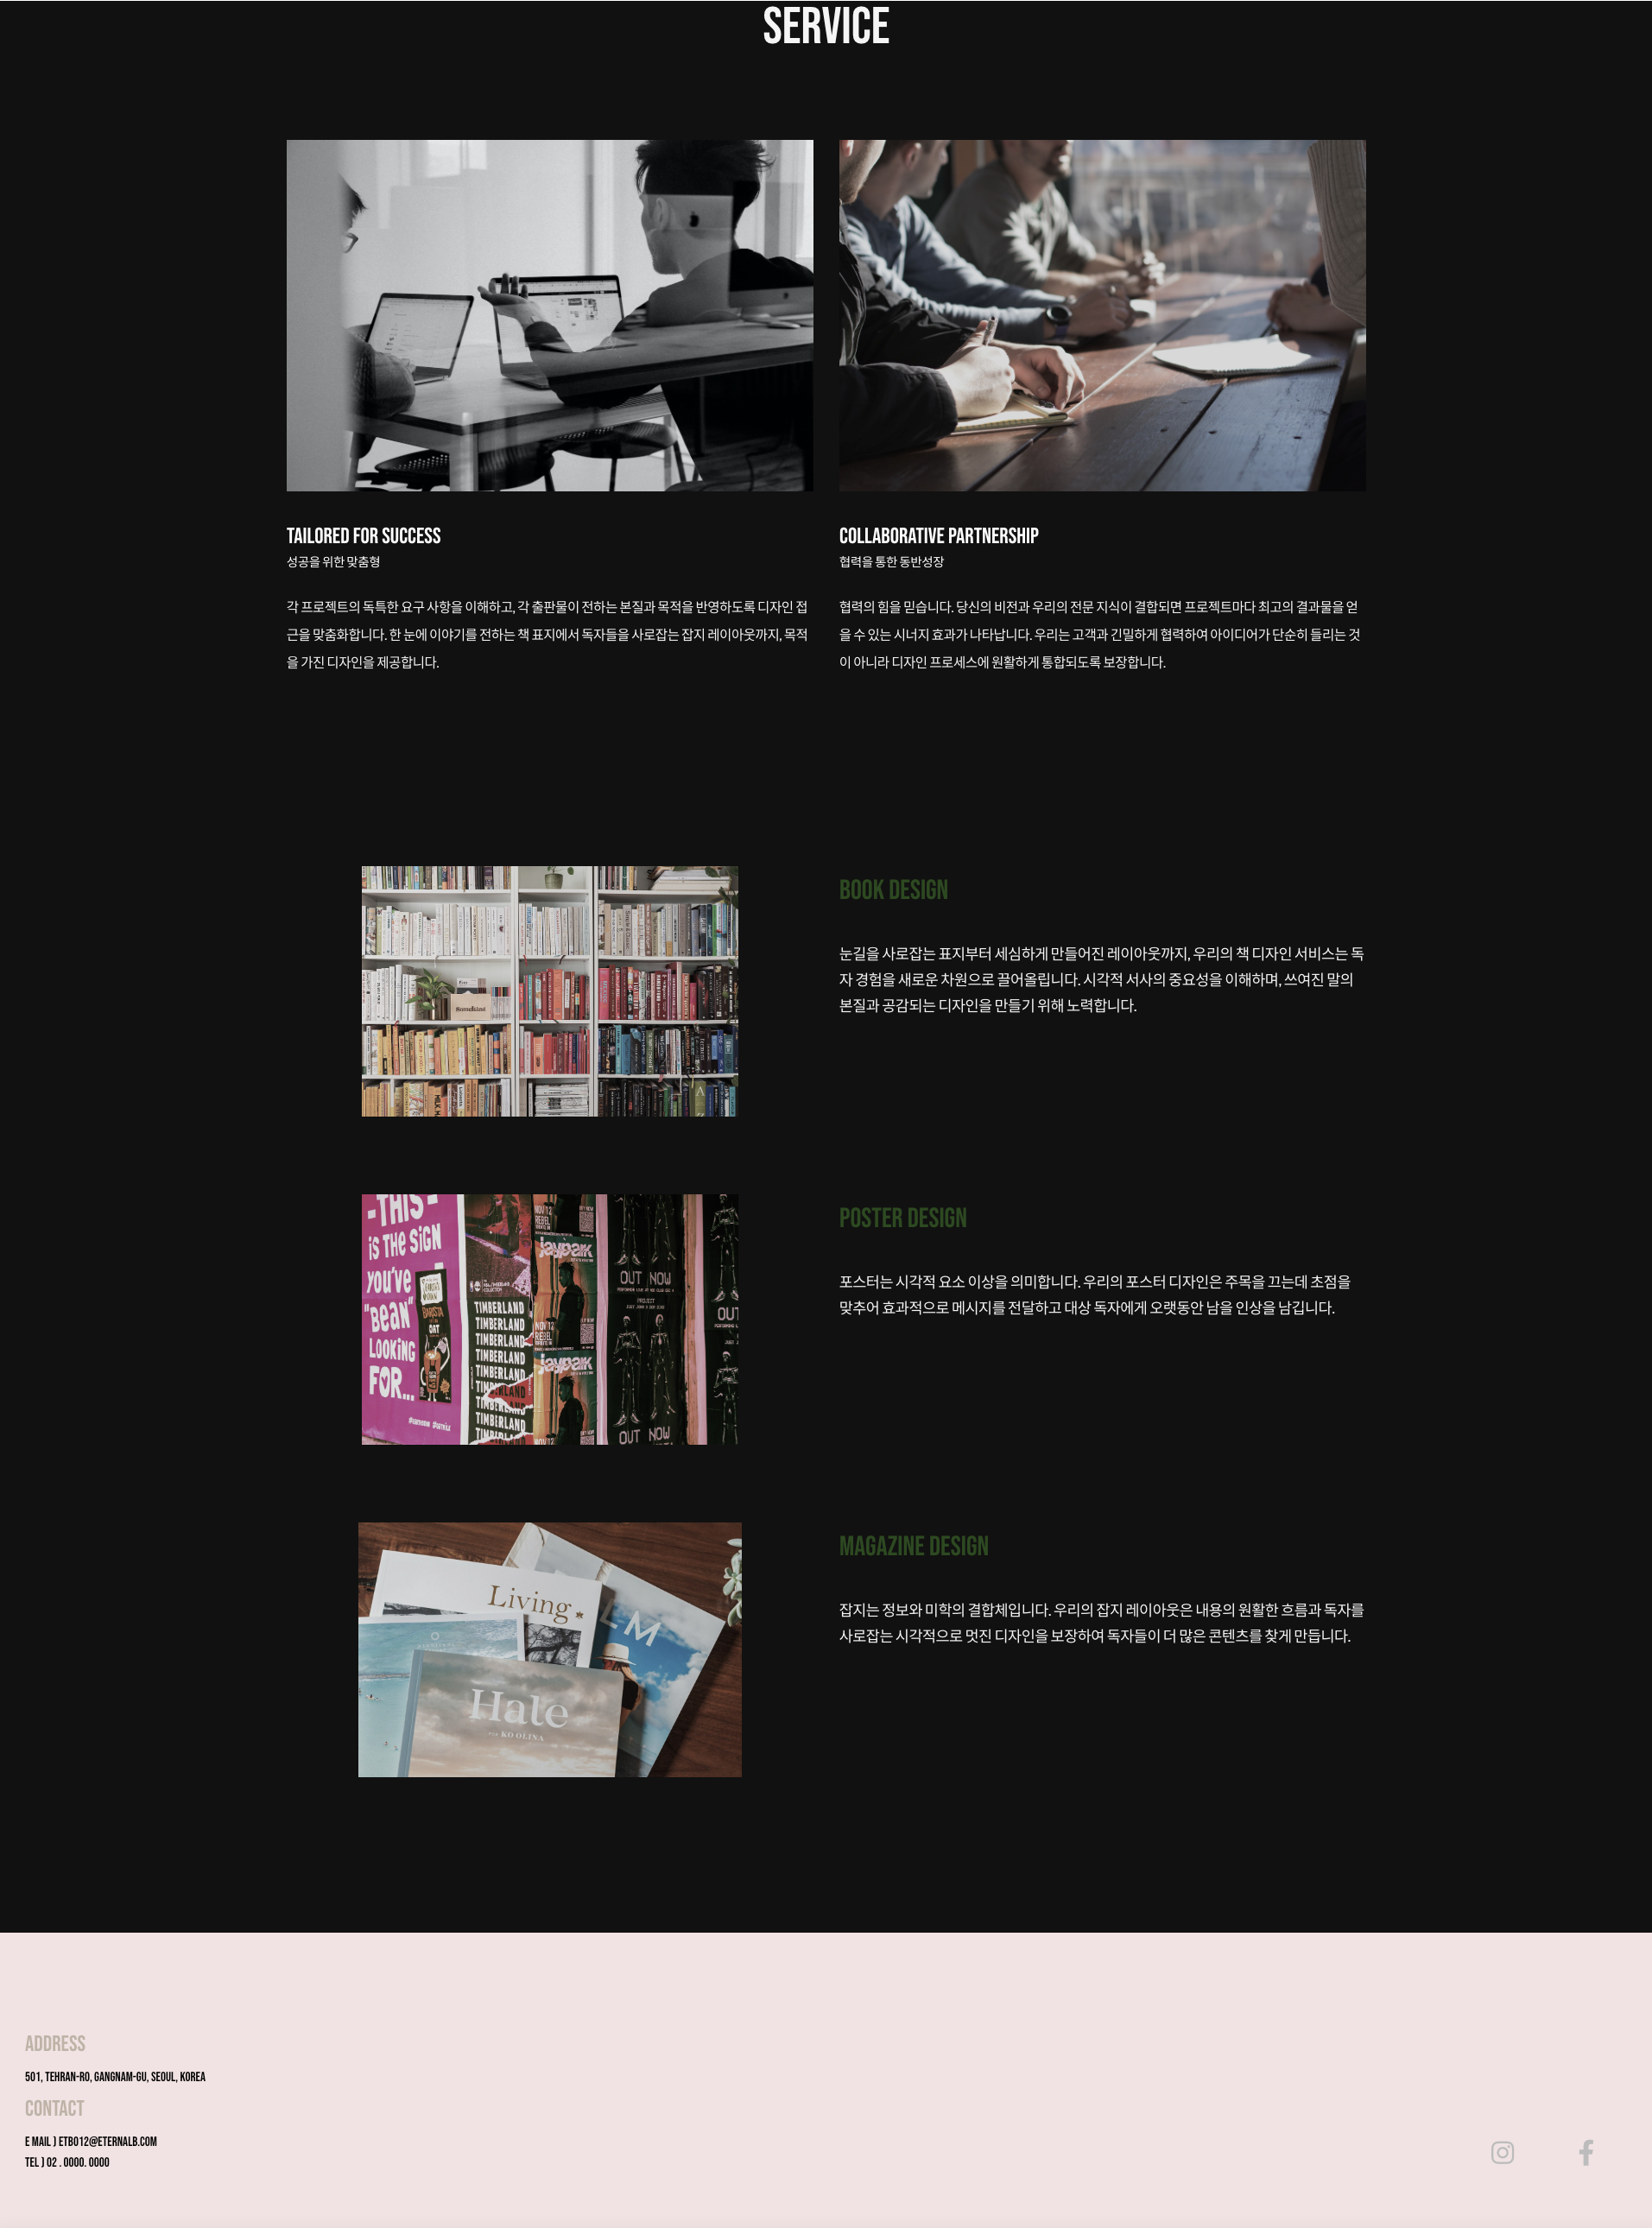 SERVICE
TAILORED FOR SUCCESS
성공을 위한 맞춤형
각 프로젝트의 독특한 요구 사항을 이해하고, 각 출판물이 전하는 본질과 목적을 반영하도록 디자인 접
근을 맞춤화합니다. 한 눈에 이야기를 전하는 책 표지에서 독자들을 사로잡는 잡지 레이아웃까지, 목적
을 가진 디자인을 제공합니다.
COLLABORATIVE PARTNERSHIP
협력을 통한 동반성장
협력의 힘을 믿습니다. 당신의 비전과 우리의 전문 지식이 결합되면 프로젝트마다 최고의 결과물을 얻
을 수 있는 시너지 효과가 나타납니다. 우리는 고객과 긴밀하게 협력하여 아이디어가 단순히 들리는 것
이 아니라 디자인 프로세스에 원활하게 통합되도록 보장합니다.
BOOK DESIGN
눈길을 사로잡는 표지부터 세심하게 만들어진 레이아웃까지, 우리의 책 디자인 서비스는 독
자 경험을 새로운 차원으로 끌어올립니다. 시각적 서사의 중요성을 이해하며, 쓰여진 말의
본질과 공감되는 디자인을 만들기 위해 노력합니다.
-THIS-
is THE SiGN
YOU'VE
"BEAN"
LOOKING
FOR...
TIMBERLAND
TIMBERLAND
TIMBERLAND
TIMBERLAND
TIMBERLAND
TIMBERLAND
NOV 12
REBEL
jaypark
NOV 12
REBEL
jaypark
OUT NOW
PROJECT
OUT NOW
POSTER DESIGN
포스터는 시각적 요소 이상을 의미합니다. 우리의 포스터 디자인은 주목을 끄는데 초점을
맞추어 효과적으로 메시지를 전달하고 대상 독자에게 오랫동안 남을 인상을 남깁니다.
Living
LM
Hale
KO OLINA
MAGAZINE DESIGN
잡지는 정보와 미학의 결합체입니다. 우리의 잡지 레이아웃은 내용의 원활한 흐름과 독자를
사로잡는 시각적으로 멋진 디자인을 보장하여 독자들이 더 많은 콘텐츠를 찾게 만듭니다.
ADDRESS
501, TEHRAN-RO, GANGNAM-GU, SEOUL, KOREA
CONTACT
E MAIL ) ETB012@ETERNALB.COM
TEL ) 02 . 0000. 0000